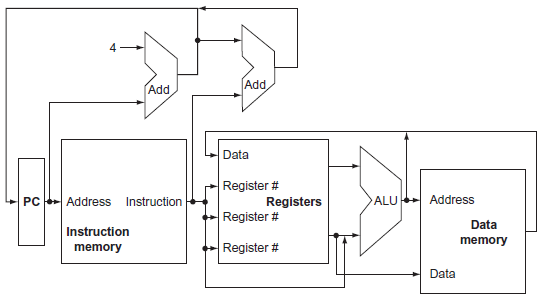 4
Add
Add
Data
Register #
PC
Address
Instruction
Registers
ALU
Address
Register #
Data
memory
Instruction
memory
Register #
Data